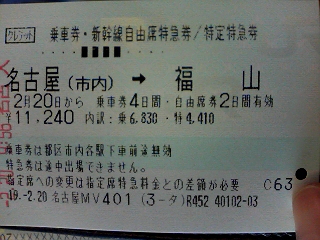 クレジット 乗車券・新幹線自由席特急券/特定特急券
名古屋(市内) → 福山
2月20日から 乗車券4日間・自由席券2日間有効
¥11,240 内訳:乗6,830・特4,410
乗車券は都区市内各駅下車前途無効
特急券は途中出場できません。
指定席への変更は指定席特急料金との差額が必要 C63
19.-2.20 名古屋MV401 (3-タ) R452 40102-03